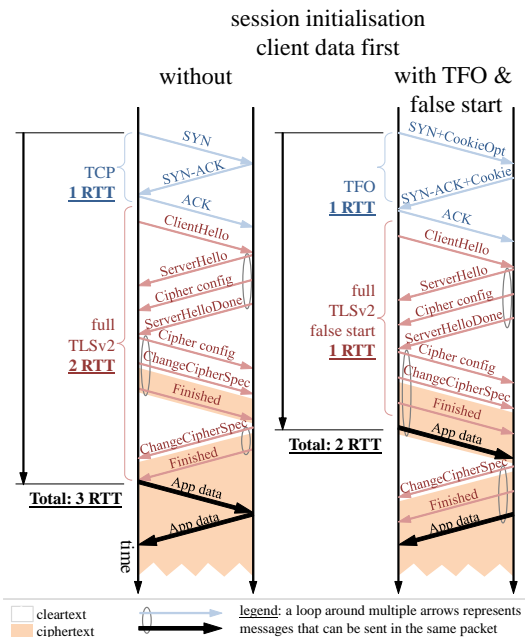 session initialisation
client data first
without
with TFO &
false start
SYN
SYN-ACK
ACK
TCP
1 RTT
ClientHello
ServerHello
Cipher config
ServerHelloDone
Cipher config
ChangeCipherSpec
Finished
full
TLSv2
2 RTT
ChangeCipherSpec
Finished
Total: 3 RTT
App data
App data
time
SYN+CookieOpt
SYN-ACK+Cookie
ACK
TFO
1 RTT
ClientHello
ServerHello
Cipher config
ServerHelloDone
Cipher config
ChangeCipherSpec
Finished
full
TLSv2
false start
1 RTT
App data
Total: 2 RTT
ChangeCipherSpec
Finished
App data
cleartext
ciphertext
legend: a loop around multiple arrows represents
messages that can be sent in the same packet